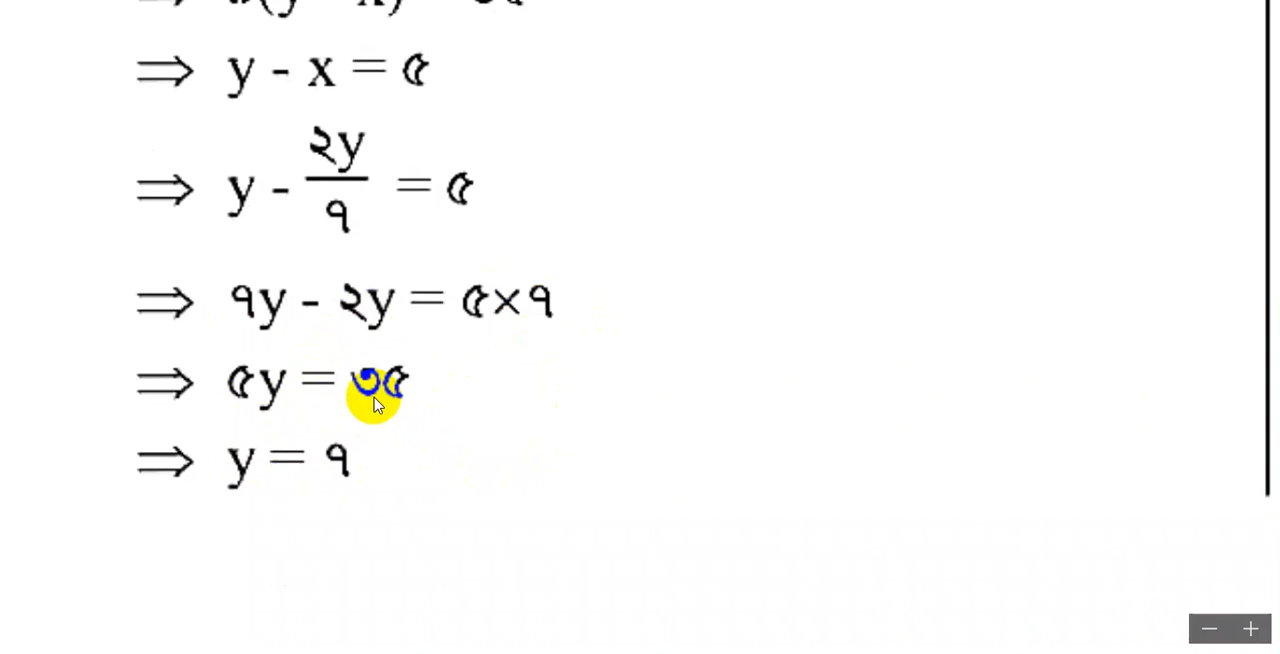 ⇒ y - x = ৫
⇒ y - ২y/৭ = ৫
⇒ ৭y - ২y = ৫×৭
⇒ ৫y = ৩৫
⇒ y = ৭